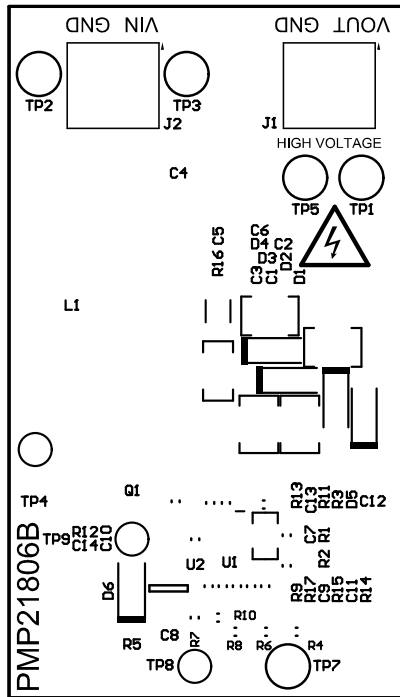 GND VIN
GND VOUT
TP2
TP3
J2
J1
HIGH VOLTAGE
C4
TP5
TP1
R16
C5
C6
D4
C2
D3
D2
C3
C1
D1
L1
TP4
Q1
R13
C13
R11
R3
D5
C12
TP9
R12
C14
C10
C7
R1
R2
U2
U1
D6
R9
R17
C9
R15
C11
R14
R5
C8
R7
R10
R8
R6
R4
TP8
TP7
PMP21806B